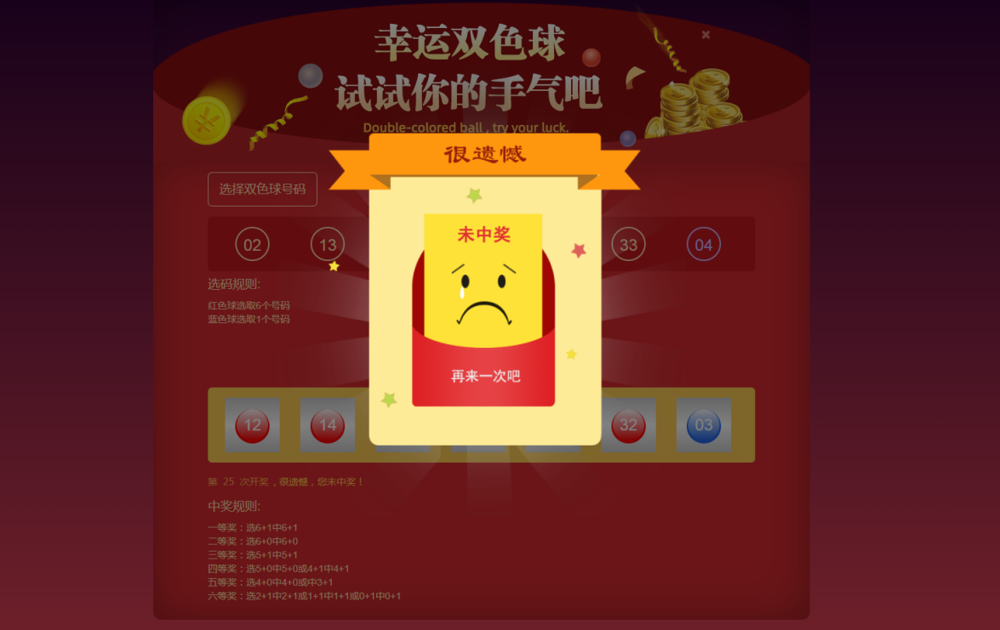 幸运双色球
试试你的手气吧
Double-colored ball , try your luck.
很遗憾
选择双色球号码
未中奖
02 13 33 04
选码规则:
红色球选取6个号码
蓝色球选取1个号码
再来一次吧
12 14 32 03
第 25 次开奖，很遗憾，您未中奖！
中奖规则:
一等奖：选6+1中6+1
二等奖：选6+0中6+0
三等奖：选5+1中5+1
四等奖：选5+0中5+0或4+1中4+1
五等奖：选4+0中4+0或中3+1
六等奖：选2+1中2+1或1+1中1+1或0+1中0+1